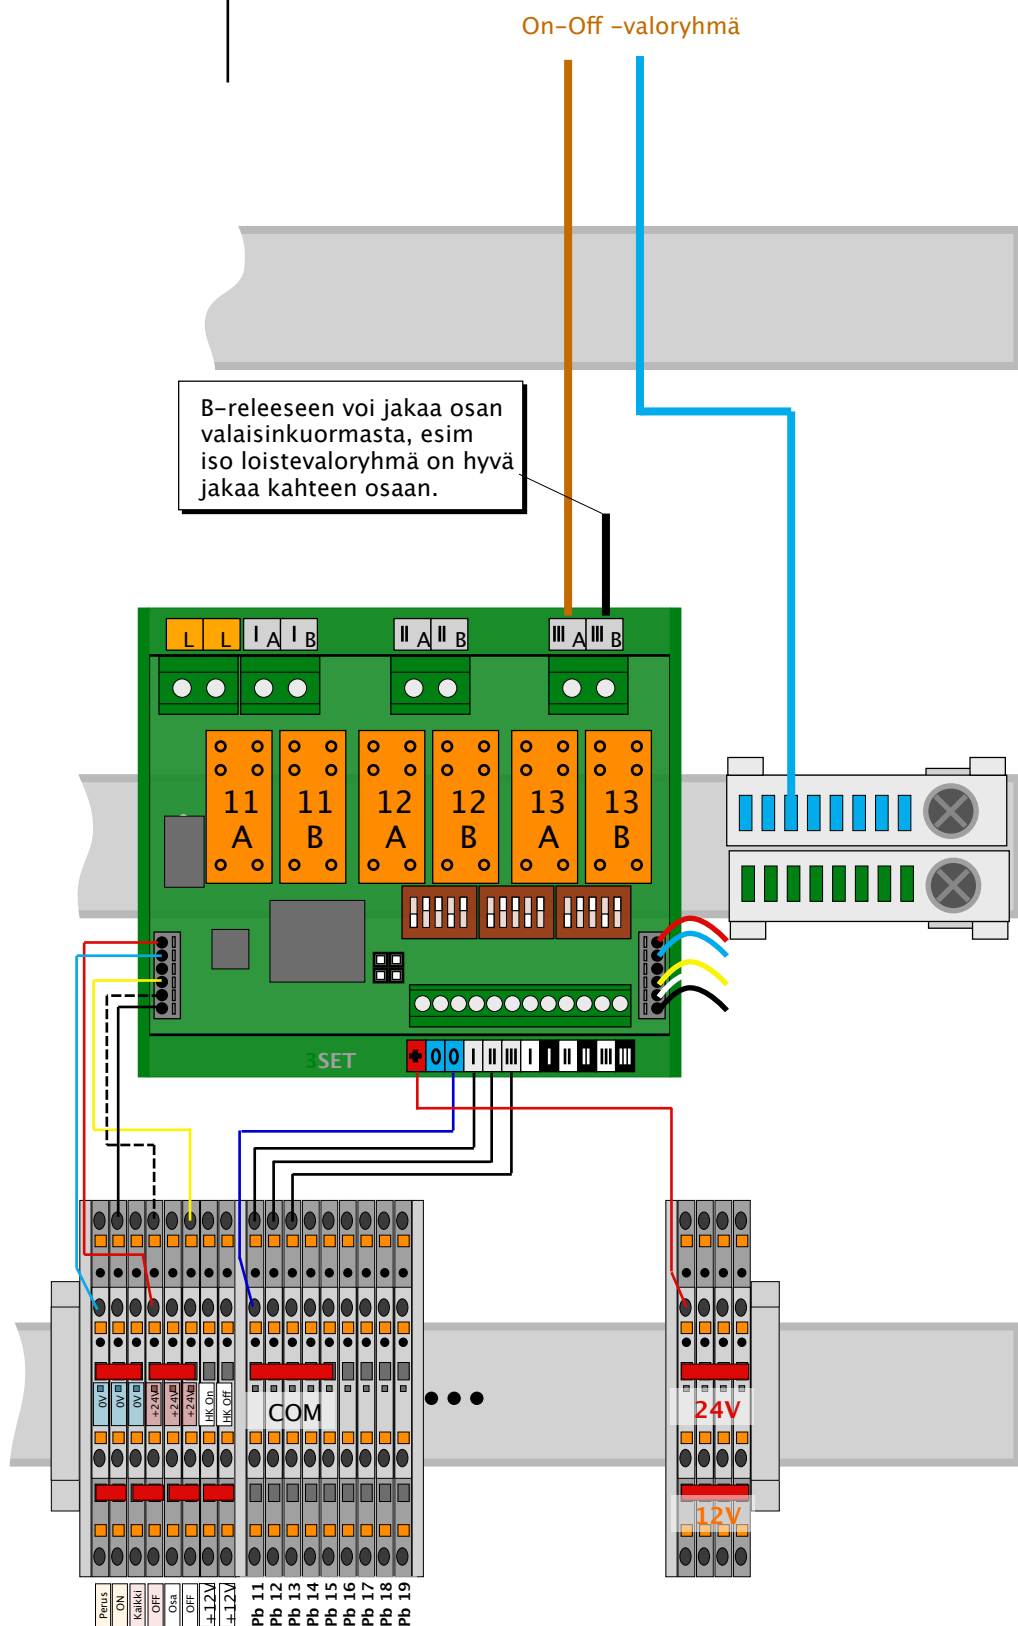 On-Off -valoryhmä
B-releeseen voi jakaa osan
valaisinkuormasta, esim
iso loistevaloryhmä on hyvä
jakaa kahteen osaan.
L L I A I B II A II B III A III B
11 A
11 B
12 A
12 B
13 A
13 B
3SET
+ 0 0 I II III I I II II III III
0V
0V
0V
+24V
+24V
+24V
HK On
HK Off
COM
24V
12V
Perus
ON
Kaikki
OFF
Osa
OFF
+12V
+12V
Pb 11
Pb 12
Pb 13
Pb 14
Pb 15
Pb 16
Pb 17
Pb 18
Pb 19